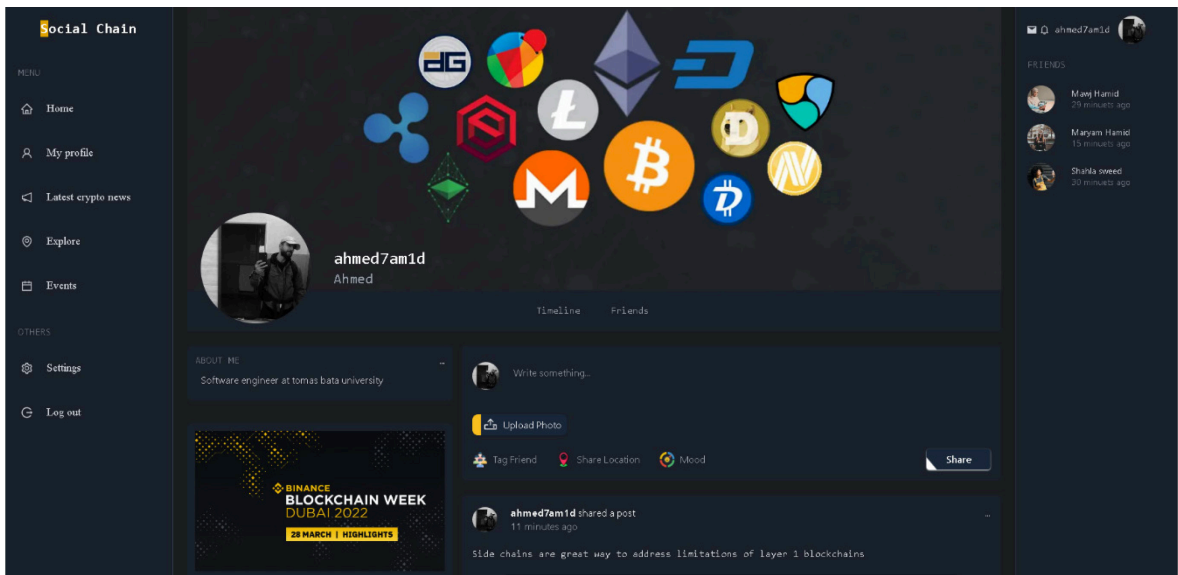 Social Chain
MENU
Home
My profile
Latest crypto news
Explore
Events
OTHERS
Settings
Log out
ahmed7am1d
Ahmed
Timeline Friends
ABOUT ME ...
Software engineer at tomas bata university
BINANCE
BLOCKCHAIN WEEK
DUBAI 2022
28 MARCH | HIGHLIGHTS
Write something...
Upload Photo
Tag Friend Share Location Mood Share
ahmed7am1d shared a post ...
11 minutes ago
Side chains are great way to address limitations of layer 1 blockchains
ahmed7am1d
FRIENDS
Mawj Hamid
29 minuets ago
Maryam Hamid
15 minuets ago
Shahla sweed
30 minuets ago